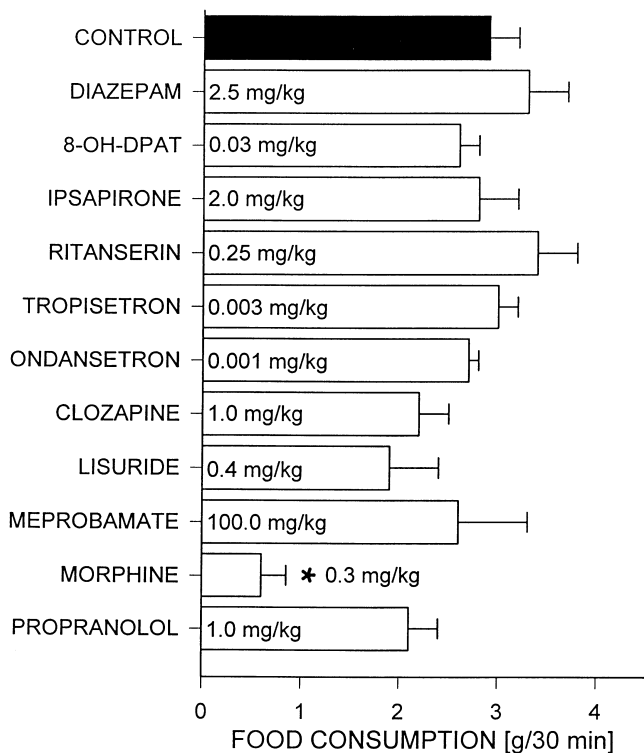 CONTROL
DIAZEPAM 2.5 mg/kg
8-OH-DPAT 0.03 mg/kg
IPSAPIRONE 2.0 mg/kg
RITANSERIN 0.25 mg/kg
TROPISETRON 0.003 mg/kg
ONDANSETRON 0.001 mg/kg
CLOZAPINE 1.0 mg/kg
LISURIDE 0.4 mg/kg
MEPROBAMATE 100.0 mg/kg
MORPHINE * 0.3 mg/kg
PROPRANOLOL 1.0 mg/kg
0 1 2 3 4
FOOD CONSUMPTION [g/30 min]